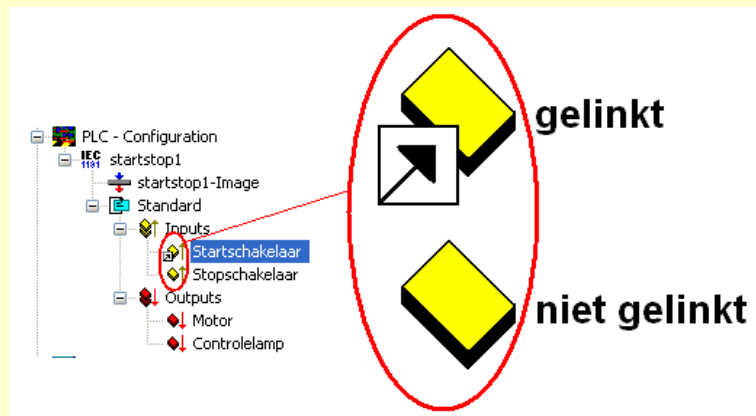 PLC - Configuration
IEC 1131 startstop1
startstop1-Image
Standard
Inputs
Startschakelaar
Stopschakelaar
Outputs
Motor
Controlelamp
gelinkt
niet gelinkt